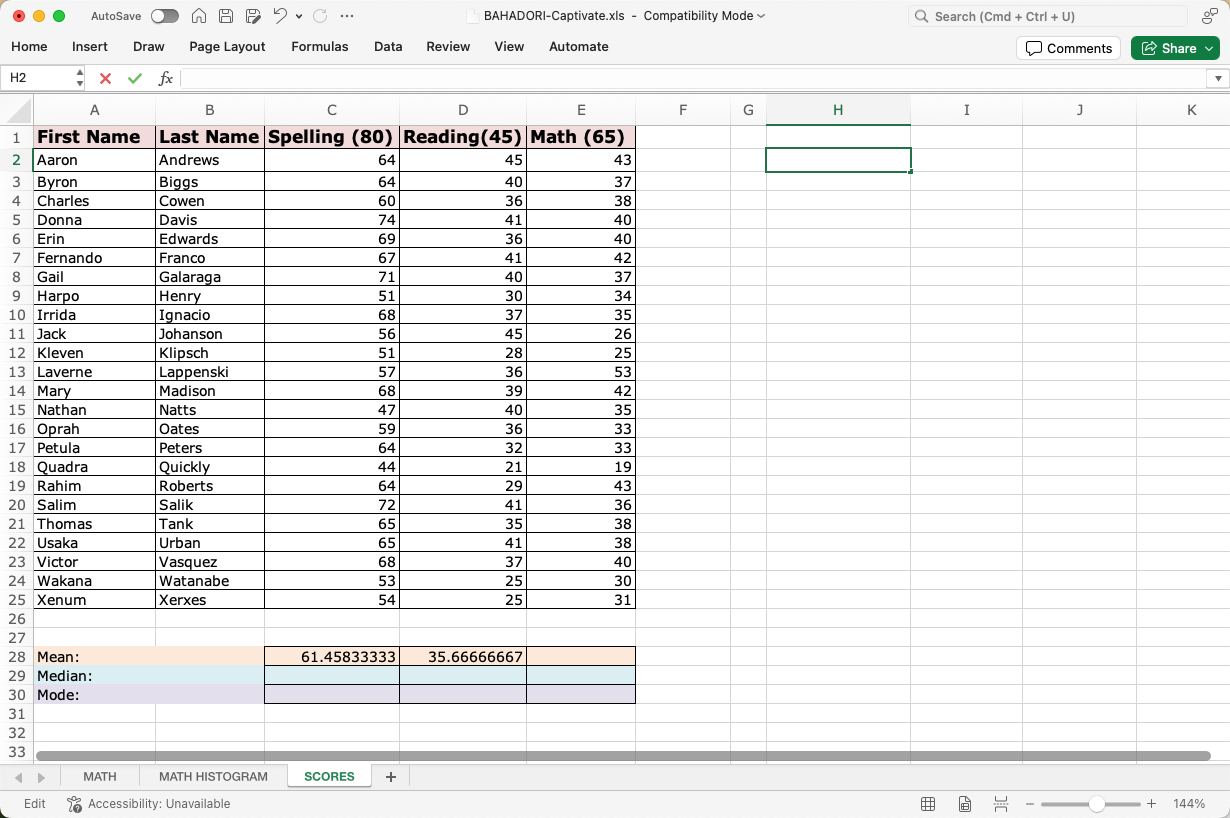 AutoSave BAHADORI-Captivate.xls - Compatibility Mode Search (Cmd + Ctrl + U)
Home Insert Draw Page Layout Formulas Data Review View Automate Comments Share
H2 fx
A B C D E F G H I J K
1 First Name Last Name Spelling (80) Reading(45) Math (65)
2 Aaron Andrews 64 45 43
3 Byron Biggs 64 40 37
4 Charles Cowen 60 36 38
5 Donna Davis 74 41 40
6 Erin Edwards 69 36 40
7 Fernando Franco 67 41 42
8 Gail Galaraga 71 40 37
9 Harpo Henry 51 30 34
10 Irrida Ignacio 68 37 35
11 Jack Johanson 56 45 26
12 Kleven Klipsch 51 28 25
13 Laverne Lappenski 57 36 53
14 Mary Madison 68 39 42
15 Nathan Natts 47 40 35
16 Oprah Oates 59 36 33
17 Petula Peters 64 32 33
18 Quadra Quickly 44 21 19
19 Rahim Roberts 64 29 43
20 Salim Salik 72 41 36
21 Thomas Tank 65 35 38
22 Usaka Urban 65 41 38
23 Victor Vasquez 68 37 40
24 Wakana Watanabe 53 25 30
25 Xenum Xerxes 54 25 31
26
27
28 Mean: 61.45833333 35.66666667
29 Median:
30 Mode:
31
32
33
MATH MATH HISTOGRAM SCORES +
Edit Accessibility: Unavailable - + 144%